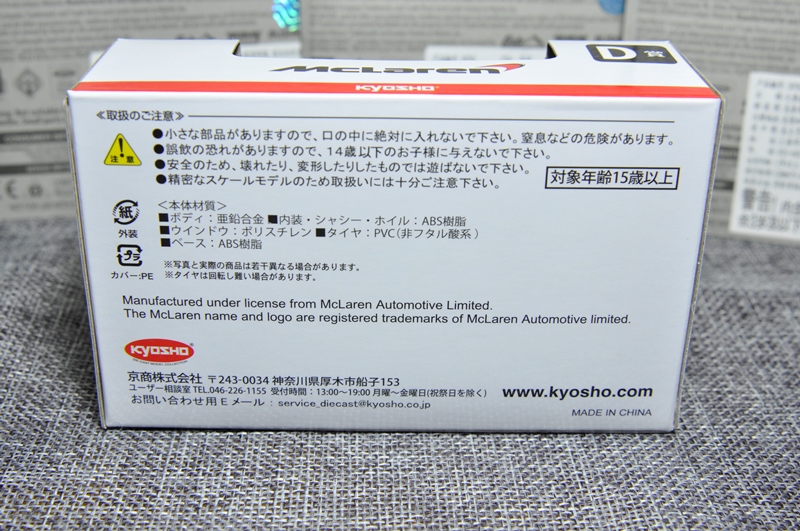 D賞
McLaren
KYOSHO
≪取扱のご注意≫
●小さな部品がありますので、口の中に絶対に入れないで下さい。窒息などの危険があります。
●誤飲の恐れがありますので、14歳以下のお子様に与えないで下さい。
●安全のため、壊れたり、変形したりしたものでは遊ばないで下さい。
●精密なスケールモデルのため取扱いには十分ご注意下さい。
注意
対象年齢15歳以上
＜本体材質＞
紙
外装
■ボディ：亜鉛合金 ■内装・シャシー・ホイル：ABS樹脂
■ウインドウ：ポリスチレン ■タイヤ：PVC(非フタル酸系)
■ベース：ABS樹脂
プラ
カバー:PE
※写真と実際の商品は若干異なる場合があります。
※タイヤは回転し難い場合があります。
Manufactured under license from McLaren Automotive Limited.
The McLaren name and logo are registered trademarks of McLaren Automotive limited.
KYOSHO
京商株式会社 〒243-0034 神奈川県厚木市船子153
ユーザー相談室 TEL.046-226-1155 受付時間：13:00～19:00 月～金曜日(祝祭日を除く)
お問い合わせ用Eメール：service_diecast@kyosho.co.jp
www.kyosho.com
MADE IN CHINA
警告!